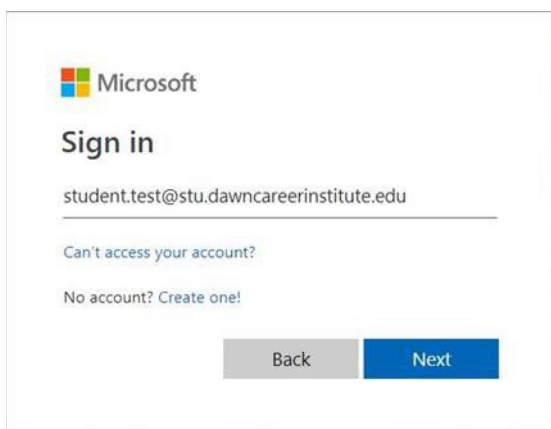 Microsoft
Sign in
student.test@stu.dawncareerinstitute.edu
Can't access your account?
No account? Create one!
Back Next